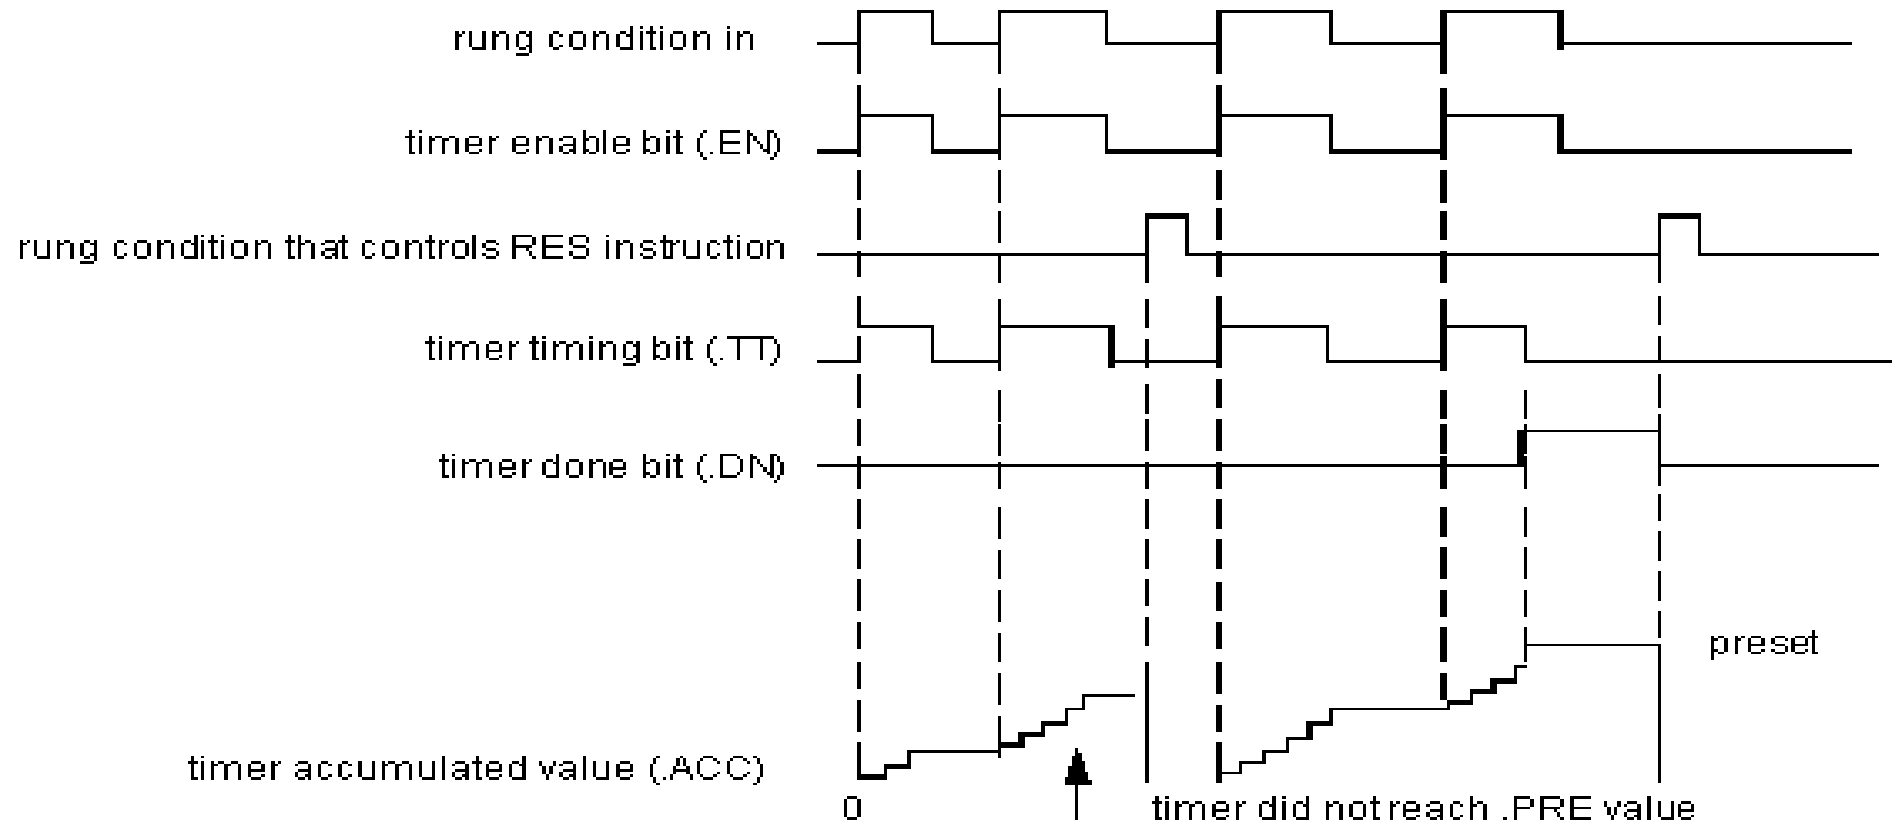 rung condition in
timer enable bit (.EN)
rung condition that controls RES instruction
timer timing bit (.TT)
timer done bit (.DN)
preset
timer accumulated value (.ACC)
0
timer did not reach .PRE value